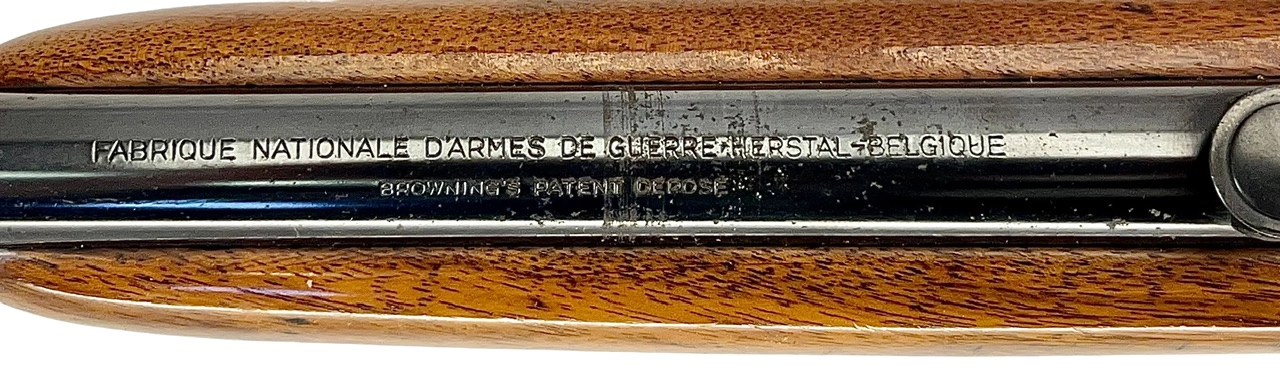 FABRIQUE NATIONALE D'ARMES DE GUERRE-HERSTAL-BELGIQUE
BROWNING'S PATENT DEPOSE